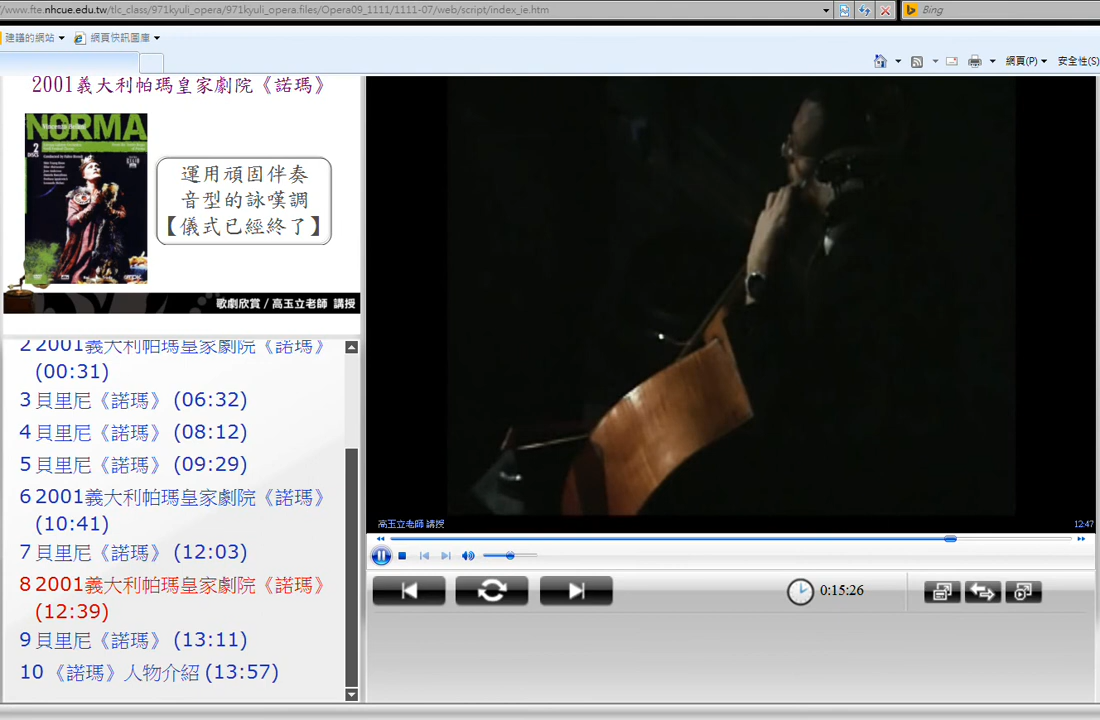 /www.fte.nhcue.edu.tw/tlc_class/971kyuli_opera/971kyuli_opera.files/Opera09_1111/1111-07/web/script/index_ie.htm
Bing
建議的網站
網頁快訊圖庫
網頁(P)
安全性(S)
2001義大利帕瑪皇家劇院《諾瑪》
NORMA
2
運用頑固伴奏
音型的詠嘆調
【儀式已經終了】
歌劇欣賞 / 高玉立老師 講授
2 2001義大利帕瑪皇家劇院《諾瑪》
(00:31)
3 貝里尼《諾瑪》 (06:32)
4 貝里尼《諾瑪》 (08:12)
5 貝里尼《諾瑪》 (09:29)
6 2001義大利帕瑪皇家劇院《諾瑪》
(10:41)
7 貝里尼《諾瑪》 (12:03)
8 2001義大利帕瑪皇家劇院《諾瑪》
(12:39)
9 貝里尼《諾瑪》 (13:11)
10 《諾瑪》人物介紹 (13:57)
高玉立老師 講授
12:47
0:15:26